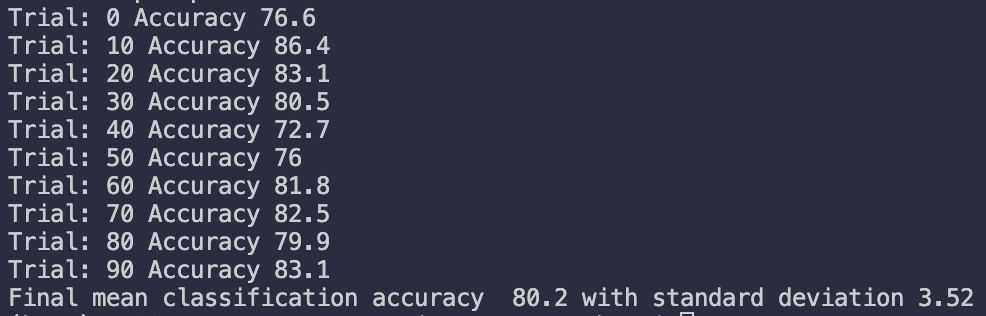 Trial: 0 Accuracy 76.6
Trial: 10 Accuracy 86.4
Trial: 20 Accuracy 83.1
Trial: 30 Accuracy 80.5
Trial: 40 Accuracy 72.7
Trial: 50 Accuracy 76
Trial: 60 Accuracy 81.8
Trial: 70 Accuracy 82.5
Trial: 80 Accuracy 79.9
Trial: 90 Accuracy 83.1
Final mean classification accuracy  80.2 with standard deviation 3.52